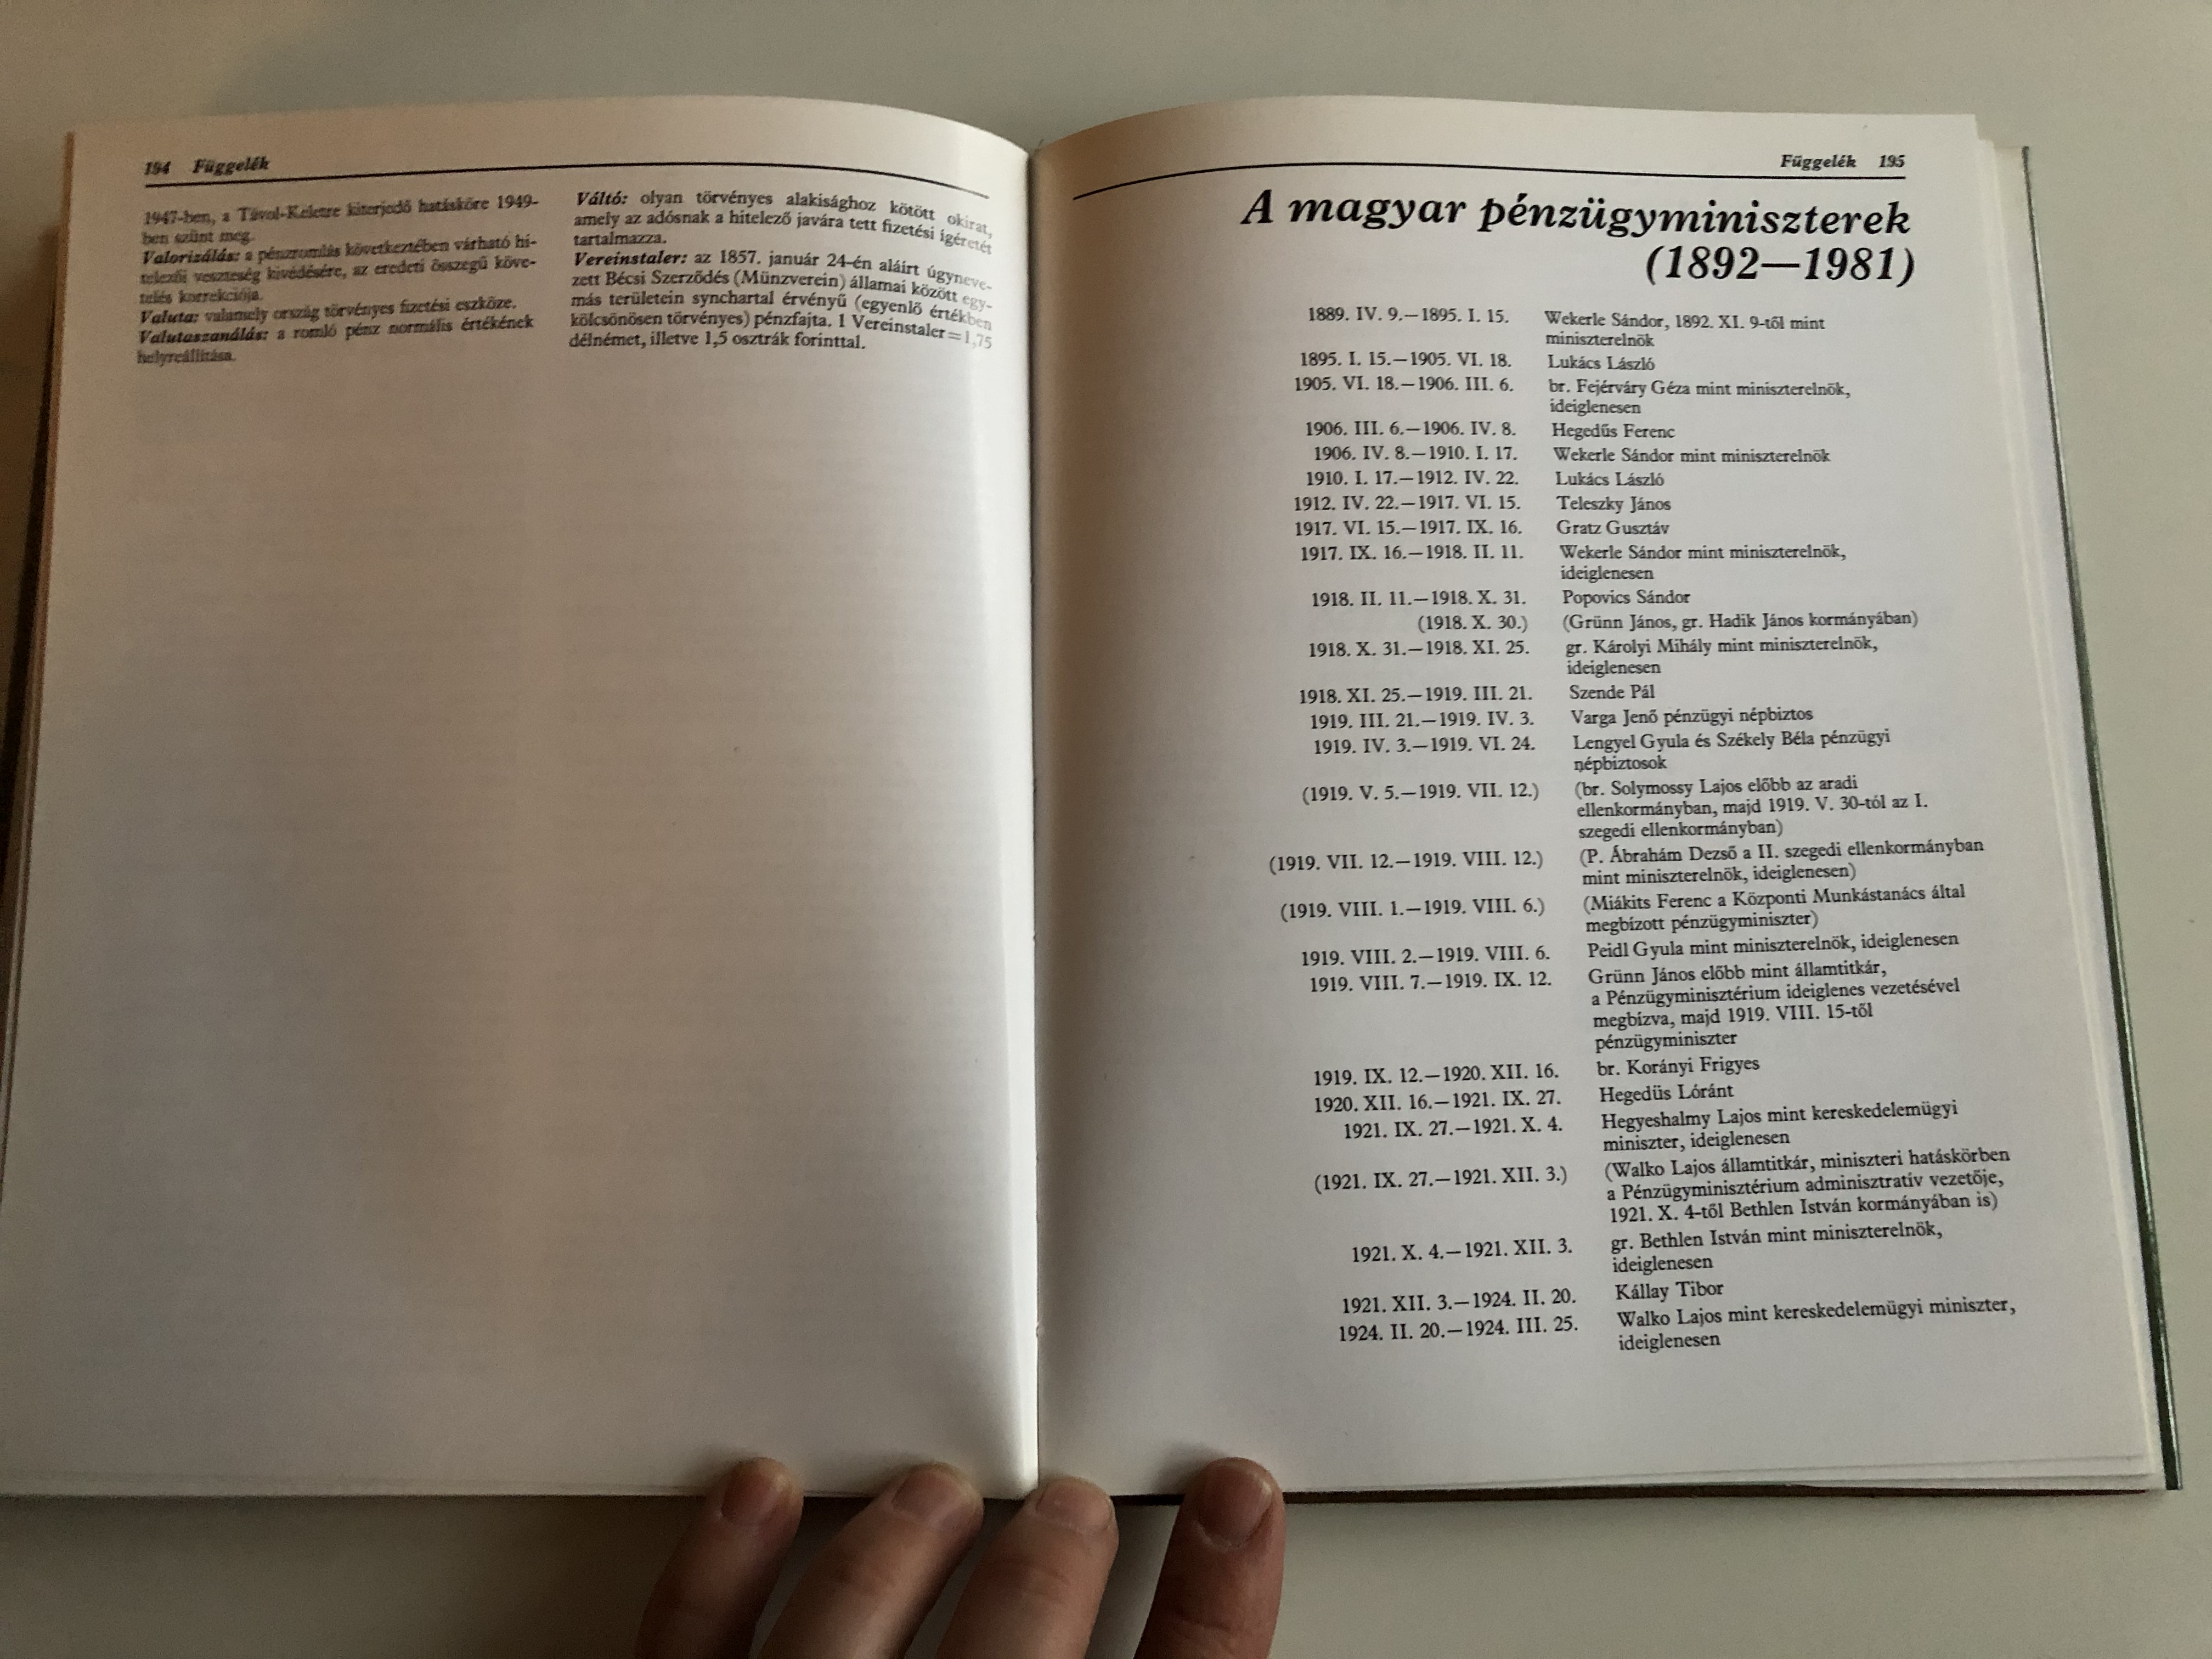 194 Függelék
1947-ben, a Távol-Keletre kiterjedő hatásköre 1949-
ben szűnt meg.
Valorizálás: a pénzromlás következtében várható hi-
telezői veszteség kivédésére, az eredeti összegű köve-
telés korrekciója.
Valuta: valamely ország törvényes fizetési eszköze.
Valutaszanálás: a romló pénz normális értékének
helyreállítása.
Váltó: olyan törvényes alakisághoz kötött okirat,
amely az adósnak a hitelező javára tett fizetési ígéretét
tartalmazza.
Vereinstaler: az 1857. január 24-én aláírt úgyneve-
zett Bécsi Szerződés (Münzverein) államai között egy-
más területein synchartal érvényű (egyenlő értékben
kölcsönösen törvényes) pénzfajta. 1 Vereinstaler=1,75
délnémet, illetve 1,5 osztrák forinttal.
Függelék 195
A magyar pénzügyminiszterek
(1892—1981)
1889. IV. 9.—1895. I. 15. Wekerle Sándor, 1892. XI. 9-től mint
miniszterelnök
1895. I. 15.—1905. VI. 18. Lukács László
1905. VI. 18.—1906. III. 6. br. Fejérváry Géza mint miniszterelnök,
ideiglenesen
1906. III. 6.—1906. IV. 8. Hegedűs Ferenc
1906. IV. 8.—1910. I. 17. Wekerle Sándor mint miniszterelnök
1910. I. 17.—1912. IV. 22. Lukács László
1912. IV. 22.—1917. VI. 15. Teleszky János
1917. VI. 15.—1917. IX. 16. Gratz Gusztáv
1917. IX. 16.—1918. II. 11. Wekerle Sándor mint miniszterelnök,
ideiglenesen
1918. II. 11.—1918. X. 31. Popovics Sándor
(1918. X. 30.) (Grünn János, gr. Hadik János kormányában)
1918. X. 31.—1918. XI. 25. gr. Károlyi Mihály mint miniszterelnök,
ideiglenesen
1918. XI. 25.—1919. III. 21. Szende Pál
1919. III. 21.—1919. IV. 3. Varga Jenő pénzügyi népbiztos
1919. IV. 3.—1919. VI. 24. Lengyel Gyula és Székely Béla pénzügyi
népbiztosok
(1919. V. 5.—1919. VII. 12.) (br. Solymossy Lajos előbb az aradi
ellenkormányban, majd 1919. V. 30-tól az I.
szegedi ellenkormányban)
(1919. VII. 12.—1919. VIII. 12.) (P. Ábrahám Dezső a II. szegedi ellenkormányban
mint miniszterelnök, ideiglenesen)
(1919. VIII. 1.—1919. VIII. 6.) (Miákits Ferenc a Központi Munkástanács által
megbízott pénzügyminiszter)
1919. VIII. 2.—1919. VIII. 6. Peidl Gyula mint miniszterelnök, ideiglenesen
1919. VIII. 7.—1919. IX. 12. Grünn János előbb mint államtitkár,
a Pénzügyminisztérium ideiglenes vezetésével
megbízva, majd 1919. VIII. 15-től
pénzügyminiszter
1919. IX. 12.—1920. XII. 16. br. Korányi Frigyes
1920. XII. 16.—1921. IX. 27. Hegedüs Lóránt
1921. IX. 27.—1921. X. 4. Hegyeshalmy Lajos mint kereskedelemügyi
miniszter, ideiglenesen
(1921. IX. 27.—1921. XII. 3.) (Walko Lajos államtitkár, miniszteri hatáskörben
a Pénzügyminisztérium adminisztratív vezetője,
1921. X. 4-től Bethlen István kormányában is)
1921. X. 4.—1921. XII. 3. gr. Bethlen István mint miniszterelnök,
ideiglenesen
1921. XII. 3.—1924. II. 20. Kállay Tibor
1924. II. 20.—1924. III. 25. Walko Lajos mint kereskedelemügyi miniszter,
ideiglenesen